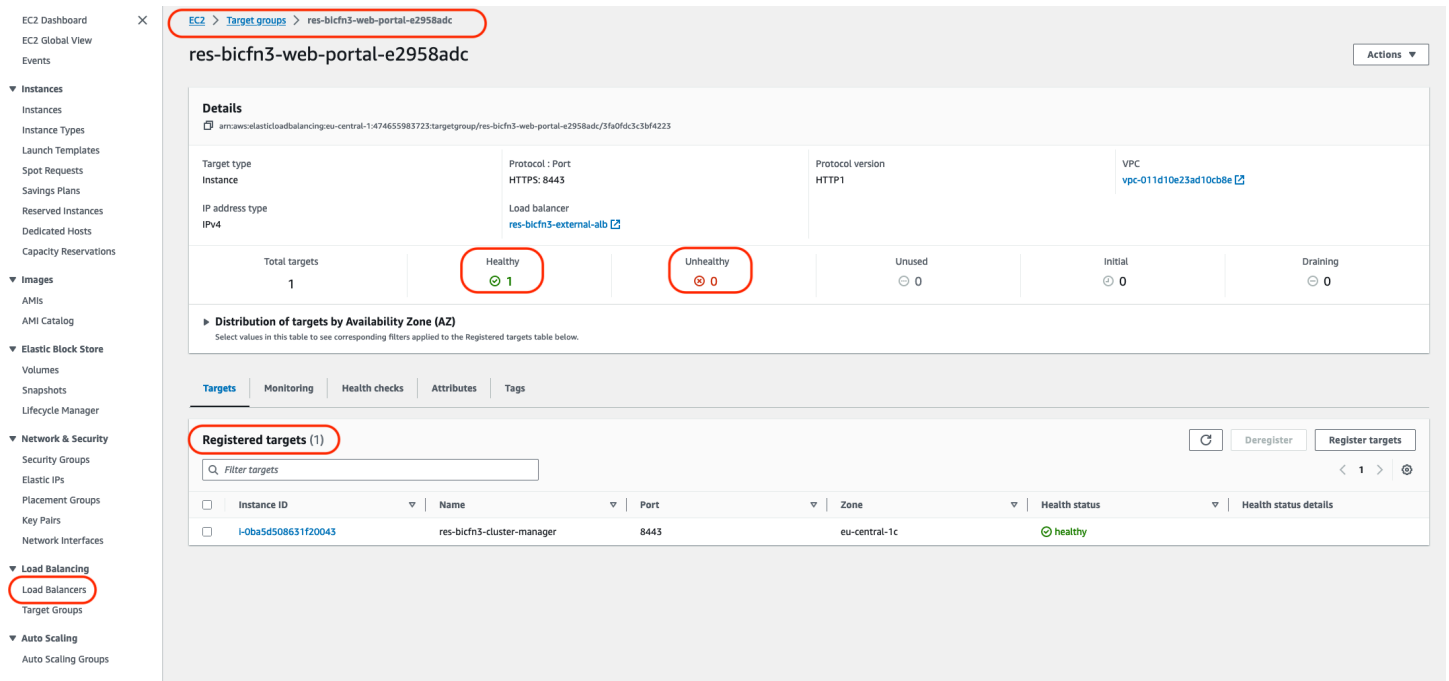 EC2 Dashboard
EC2 Global View
Events
Instances
Instances
Instance Types
Launch Templates
Spot Requests
Savings Plans
Reserved Instances
Dedicated Hosts
Capacity Reservations
Images
AMIs
AMI Catalog
Elastic Block Store
Volumes
Snapshots
Lifecycle Manager
Network & Security
Security Groups
Elastic IPs
Placement Groups
Key Pairs
Network Interfaces
Load Balancing
Load Balancers
Target Groups
Auto Scaling
Auto Scaling Groups
EC2 > Target groups > res-bicfn3-web-portal-e2958adc
res-bicfn3-web-portal-e2958adc
Actions
Details
arn:aws:elasticloadbalancing:eu-central-1:474655983723:targetgroup/res-bicfn3-web-portal-e2958adc/3fa0fdc3c3bf4223
Target type
Instance
Protocol : Port
HTTPS: 8443
Protocol version
HTTP1
VPC
vpc-011d10e23ad10cb8e
IP address type
IPv4
Load balancer
res-bicfn3-external-alb
Total targets
1
Healthy
1
Unhealthy
0
Unused
0
Initial
0
Draining
0
Distribution of targets by Availability Zone (AZ)
Select values in this table to see corresponding filters applied to the Registered targets table below.
Targets Monitoring Health checks Attributes Tags
Registered targets (1)
Deregister Register targets
Filter targets
1
Instance ID Name Port Zone Health status Health status details
i-0ba5d508631f20043 res-bicfn3-cluster-manager 8443 eu-central-1c healthy